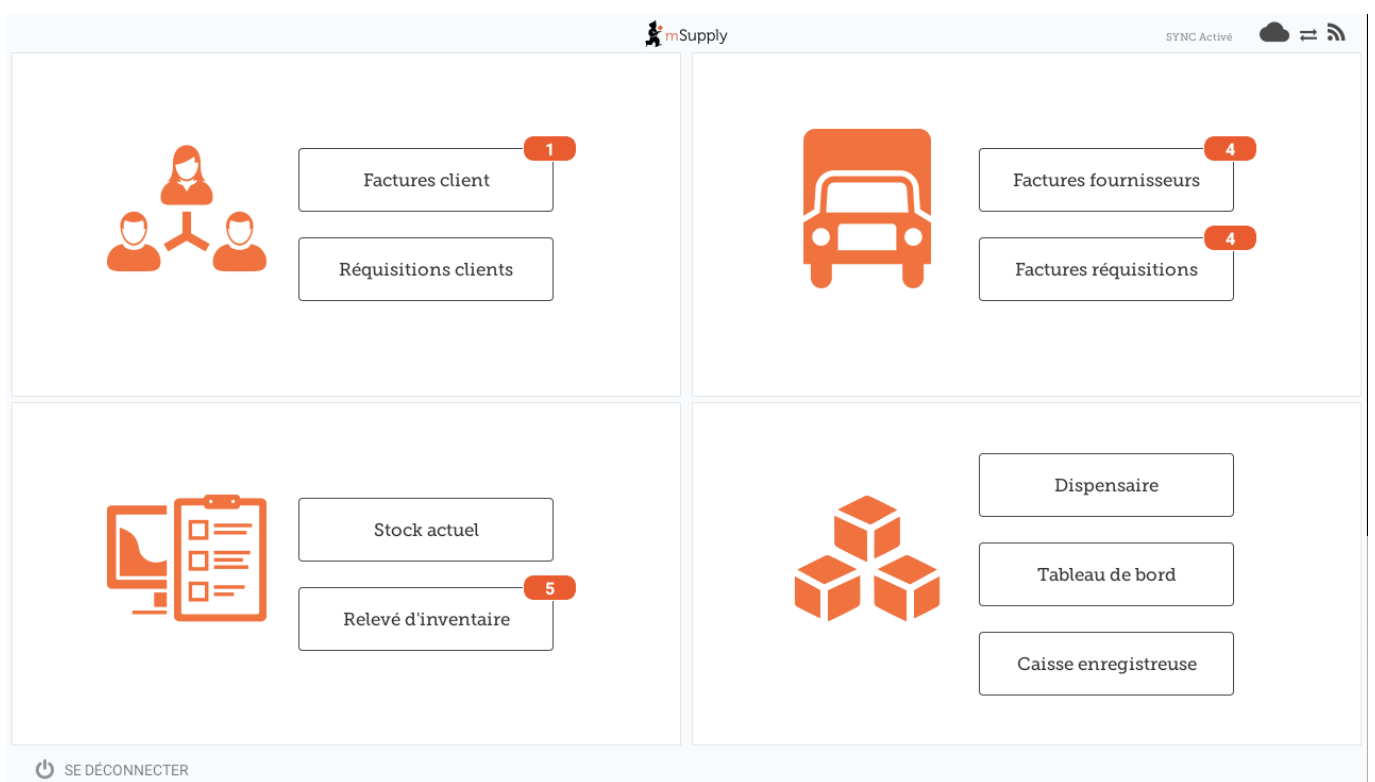 mSupply
SYNC Activé
1
Factures client
Réquisitions clients
4
Factures fournisseurs
4
Factures réquisitions
Stock actuel
5
Relevé d'inventaire
Dispensaire
Tableau de bord
Caisse enregistreuse
SE DÉCONNECTER